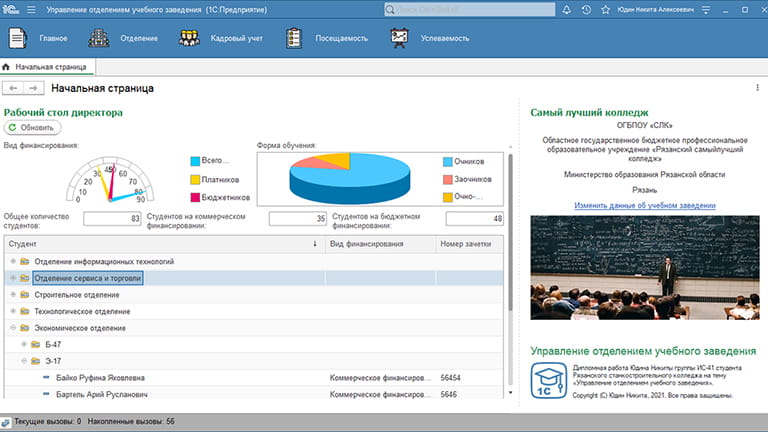 1С Управление отделением учебного заведения (1С:Предприятие)
Юдин Никита Алексеевич
Главное Отделение Кадровый учет Посещаемость Успеваемость
Начальная страница
Начальная страница
Рабочий стол директора
Обновить
Вид финансирования:
0 10 30 40 60 80 90
Всего...
Платников
Бюджетников
Форма обучения:
Очников
Заочников
Очно-...
Общее количество студентов: 83
Студентов на коммерческом финансировании: 35
Студентов на бюджетном финансировании: 48
Студент ↓ Вид финансирования Номер зачетки
Отделение информационных технологий
Отделение сервиса и торговли
Строительное отделение
Технологическое отделение
Экономическое отделение
Б-47
Э-17
Байко Руфина Яковлевна Коммерческое финансиров... 56454
Бартель Арий Русланович Коммерческое финансиров... 5646
Самый лучший колледж
ОГБПОУ «СЛК»
Областное государственное бюджетное профессиональное
образовательное учреждение «Рязанский самыйлучший
колледж»
Министерство образования Рязанской области
Рязань
Изменить данные об учебном заведении
Управление отделением учебного заведения
1С
Дипломная работа Юдина Никиты группы ИС-41 студента
Рязанского станкостроительного колледжа на тему
«Управление отделением учебного заведения».
Copyright (C) Юдин Никита, 2021. Все права защищены.
Текущие вызовы: 0 Накопленные вызовы: 56